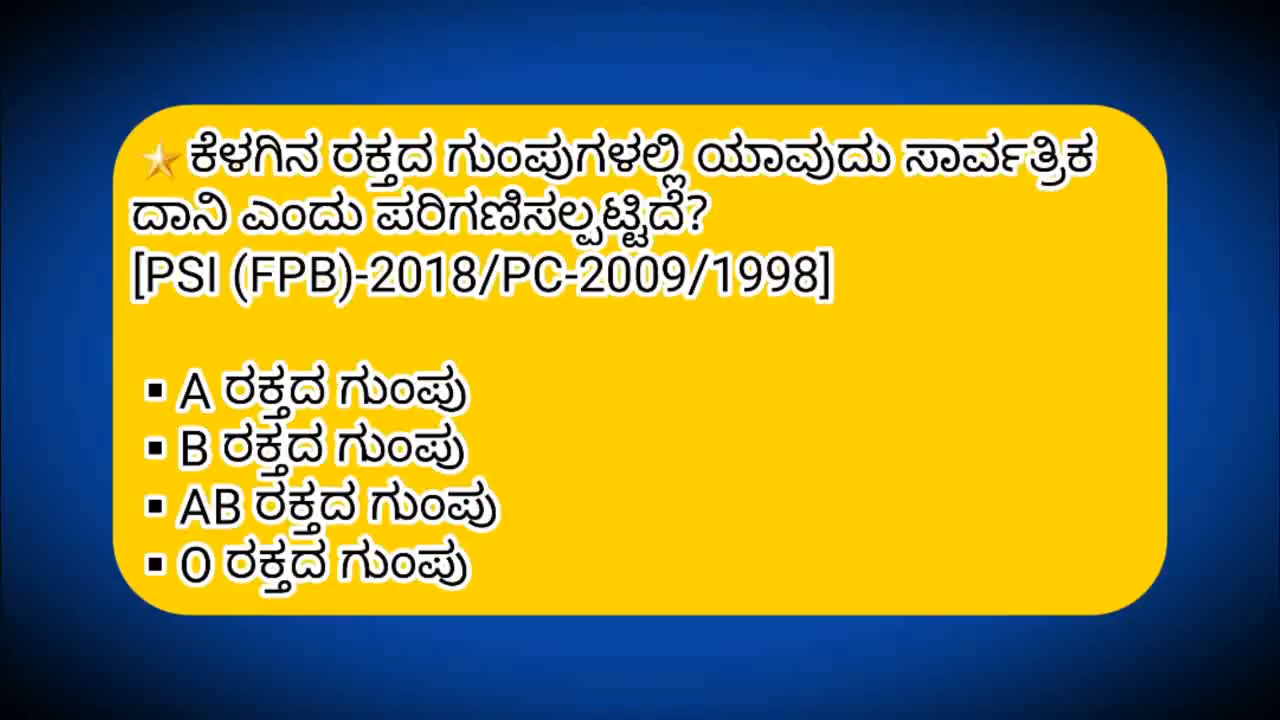 ⭐ಕೆಳಗಿನ ರಕ್ತದ ಗುಂಪುಗಳಲ್ಲಿ ಯಾವುದು ಸಾರ್ವತ್ರಿಕ
ದಾನಿ ಎಂದು ಪರಿಗಣಿಸಲ್ಪಟ್ಟಿದೆ?
[PSI (FPB)-2018/PC-2009/1998]
▪ A ರಕ್ತದ ಗುಂಪು
▪ B ರಕ್ತದ ಗುಂಪು
▪ AB ರಕ್ತದ ಗುಂಪು
▪ O ರಕ್ತದ ಗುಂಪು